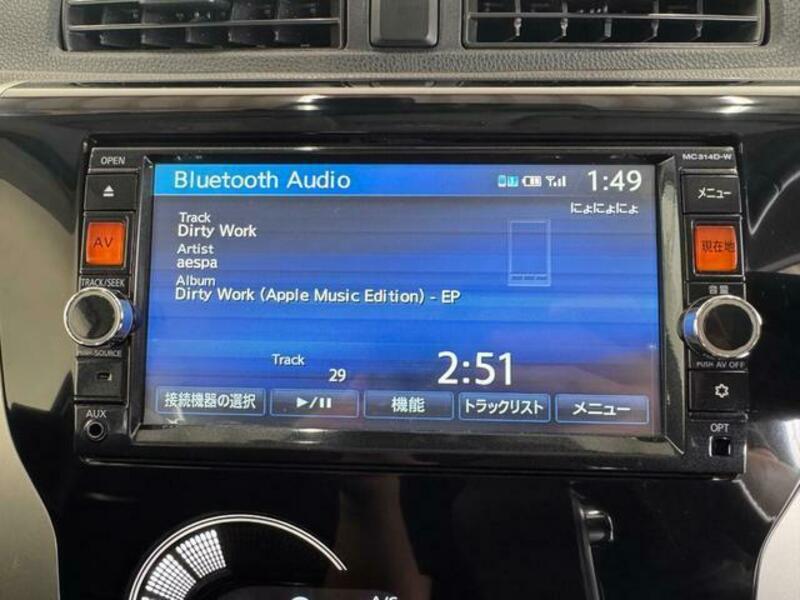 OPEN
MC314D-W
Bluetooth Audio
1:49
メニュー
にょにょにょ
AV
Track
Dirty Work
現在地
Artist
aespa
Album
Dirty Work (Apple Music Edition) - EP
TRACK/SEEK
音量
PUSH SOURCE
PUSH AV OFF
Track
29
2:51
接続機器の選択
►/II
機能
トラックリスト
メニュー
AUX
OPT